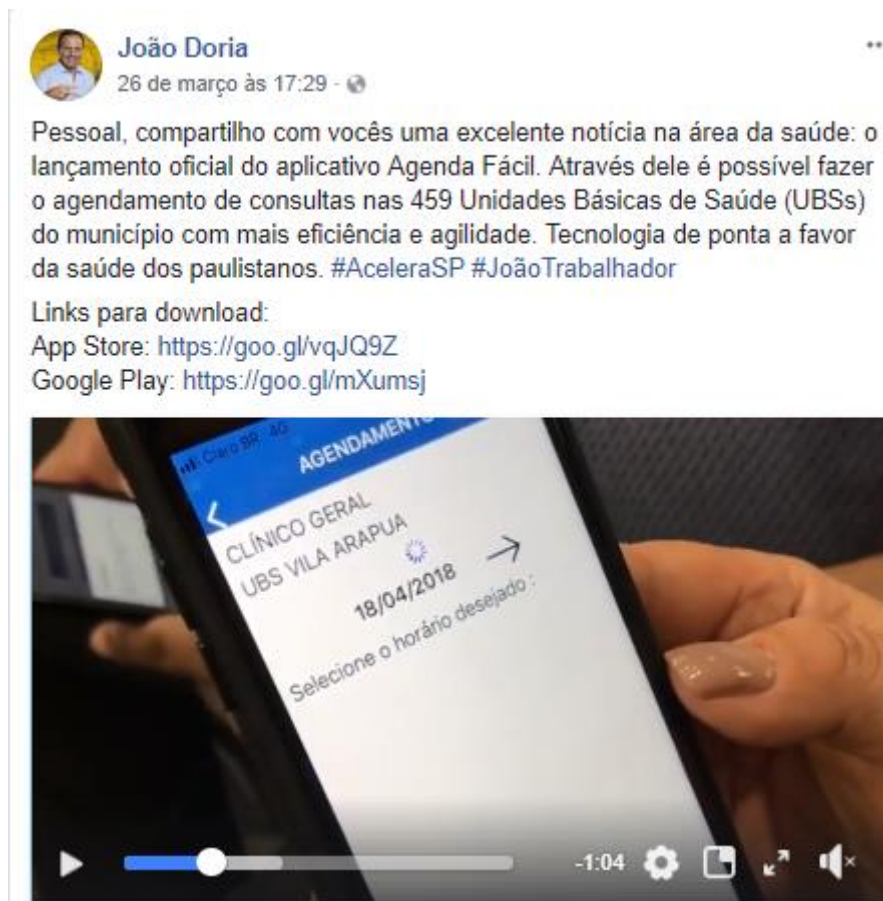 João Doria
26 de março às 17:29 ·
Pessoal, compartilho com vocês uma excelente notícia na área da saúde: o
lançamento oficial do aplicativo Agenda Fácil. Através dele é possível fazer
o agendamento de consultas nas 459 Unidades Básicas de Saúde (UBSs)
do município com mais eficiência e agilidade. Tecnologia de ponta a favor
da saúde dos paulistanos. #AceleraSP #JoãoTrabalhador
Links para download:
App Store: https://goo.gl/vqJQ9Z
Google Play: https://goo.gl/mXumsj
Claro BR 4G
AGENDAMENTO
CLÍNICO GERAL
UBS VILA ARAPUA
18/04/2018
Selecione o horário desejado :
-1:04